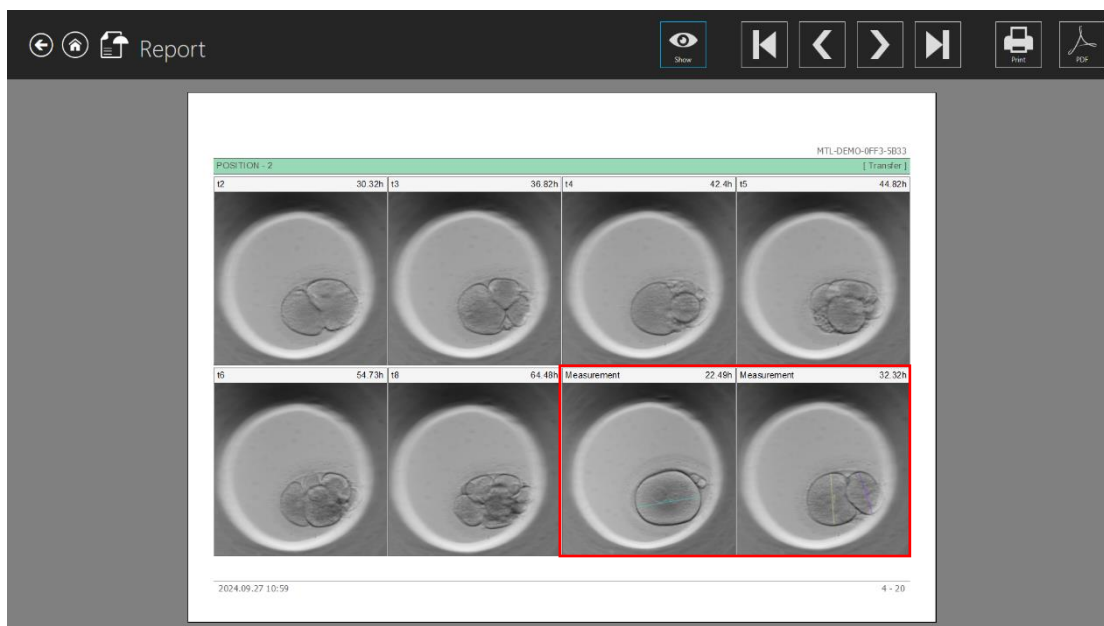 Report
Show
Print
PDF
MTL-DEMO-0FF3-5B33
POSITION - 2 [ Transfer ]
t2 30.32h t3 36.82h t4 42.4h t5 44.82h
t6 54.73h t8 64.48h Measurement 22.49h Measurement 32.32h
2024.09.27 10:59 4 - 20